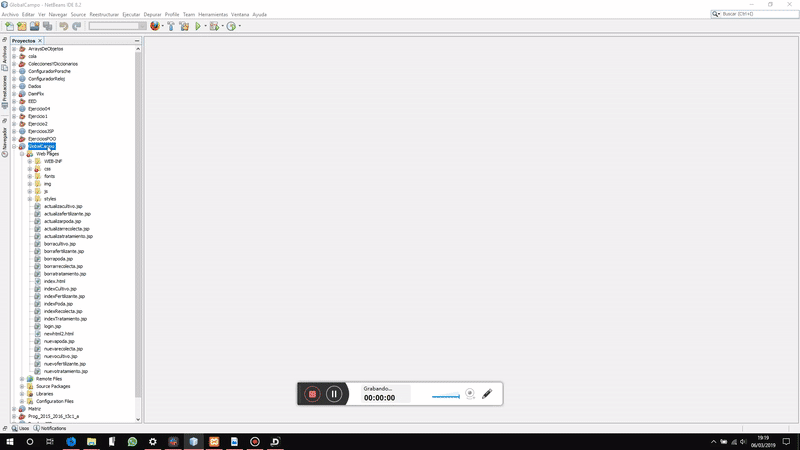 GlobalCampo - NetBeans IDE 8.2
Archivo Editar Ver Navegar Source Reestructurar Ejecutar Depurar Profile Team Herramientas Ventana Ayuda
Buscar (Ctrl+I)
Proyectos
Archivos
Prestaciones
Navegador
ArraysDeObjetos
cola
ColeccionesYDiccionarios
ConfiguradorPorsche
ConfiguradorReloj
Dados
DamFlix
EED
Ejercicio04
Ejercicio1
Ejercicio2
EjerciciosJSP
EjerciciosPOO
GlobalCampo
Web Pages
WEB-INF
css
fonts
img
js
styles
actualizacultivo.jsp
actualizafertilizante.jsp
actualizarpoda.jsp
actualizarrecolecta.jsp
actualizatratamiento.jsp
borracultivo.jsp
borrafertilizante.jsp
borrapoda.jsp
borrarrecolecta.jsp
borratratamiento.jsp
index.html
indexCultivo.jsp
indexFertilizante.jsp
indexPoda.jsp
indexRecolecta.jsp
indexTratamiento.jsp
login.jsp
newhtml2.html
nuevapoda.jsp
nuevarecolecta.jsp
nuevocultivo.jsp
nuevofertilizante.jsp
nuevotratamiento.jsp
Remote Files
Source Packages
Libraries
Configuration Files
Matriz
Prog_2015_2016_t3c1_a
Grabando...
00:00:00
Usos Notifications
19:19
06/03/2019